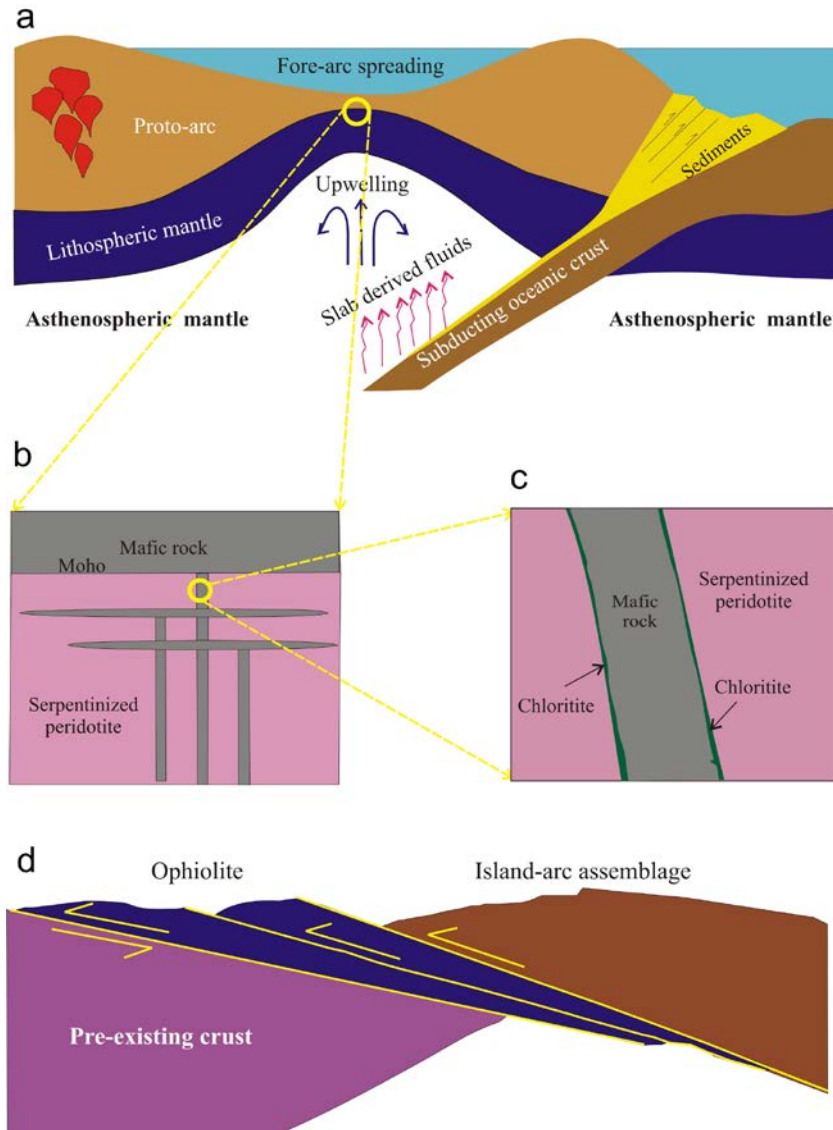 a
Fore-arc spreading
Proto-arc
Sediments
Upwelling
Lithospheric mantle
Slab derived fluids
Subducting oceanic crust
Asthenospheric mantle
Asthenospheric mantle
b
Mafic rock
Moho
Serpentinized
peridotite
c
Serpentinized
peridotite
Mafic
rock
Chloritite
Chloritite
d
Ophiolite
Island-arc assemblage
Pre-existing crust